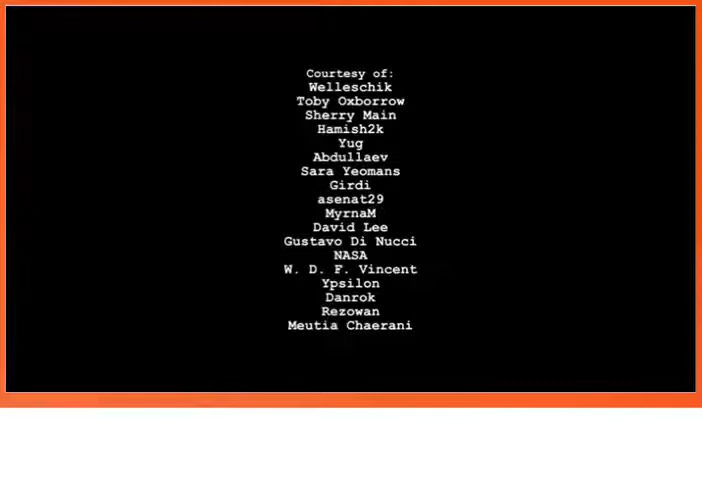 Courtesy of:
Welleschik
Toby Oxborrow
Sherry Main
Hamish2k
Yug
Abdullaev
Sara Yeomans
Girdi
asenat29
MyrnaM
David Lee
Gustavo Di Nucci
NASA
W. D. F. Vincent
Ypsilon
Danrok
Rezowan
Meutia Chaerani